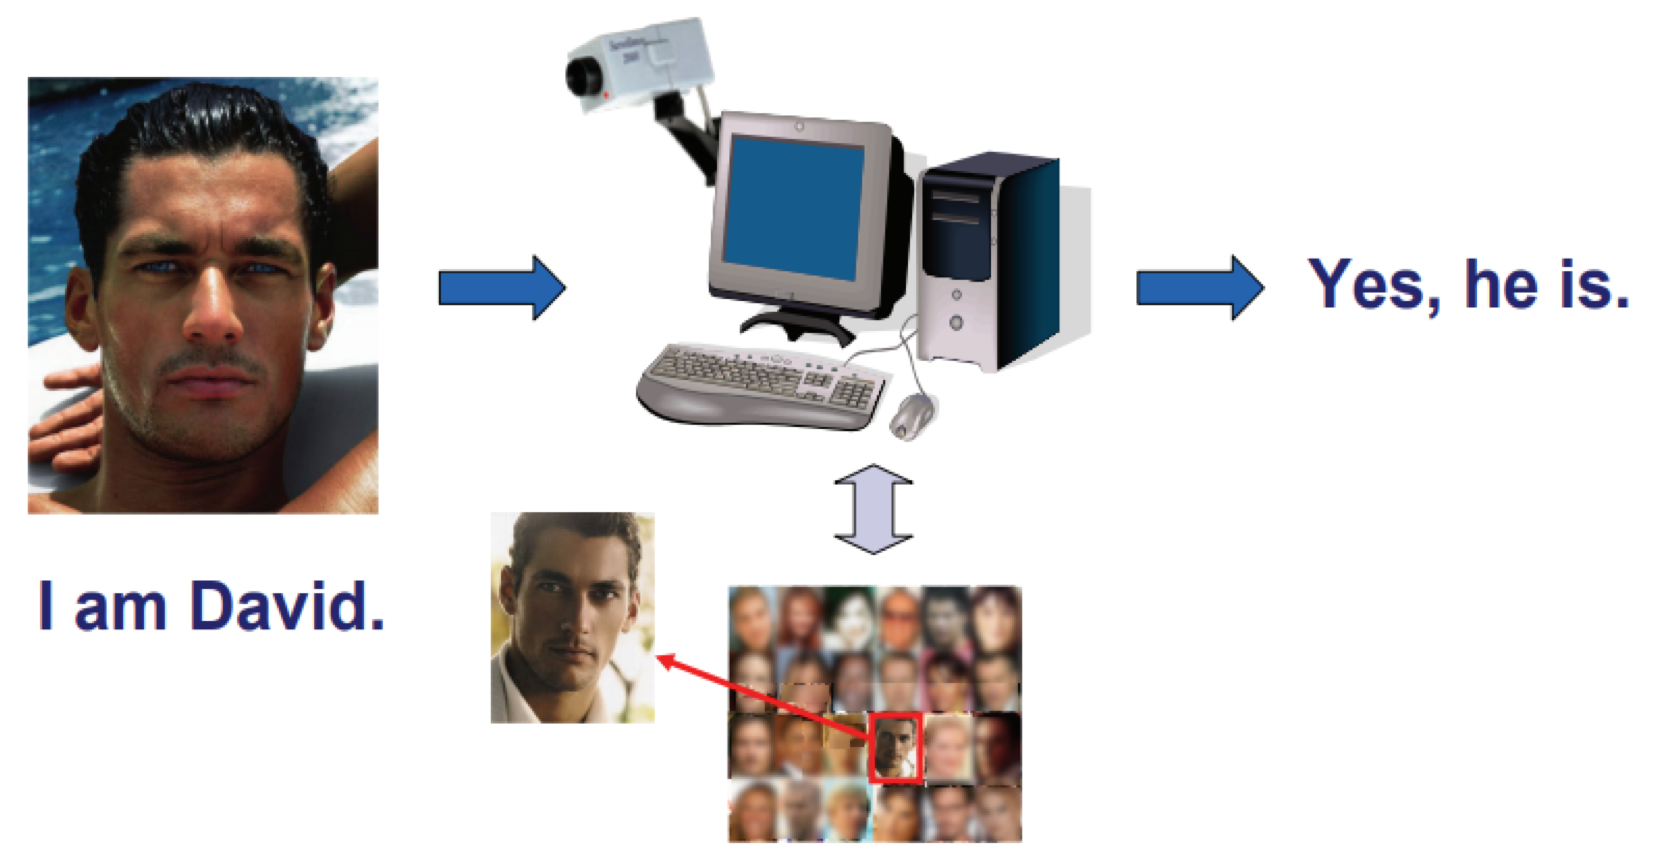 I am David.
Yes, he is.